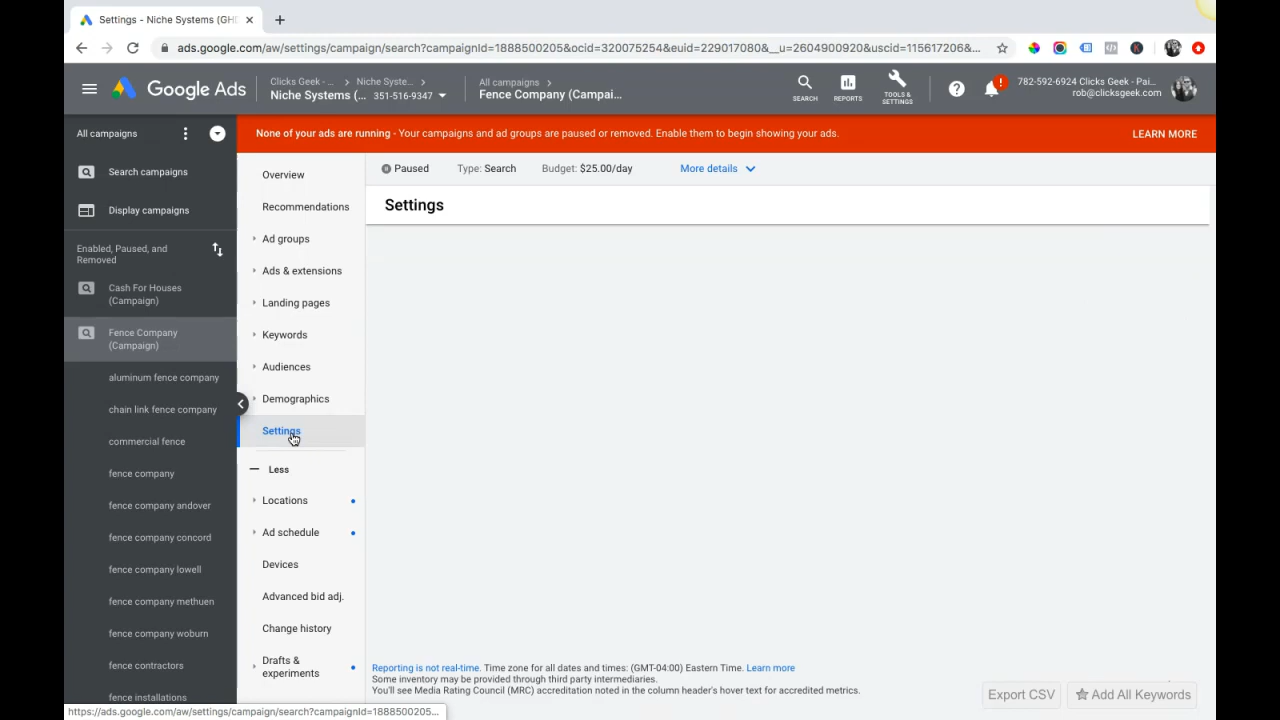 Settings - Niche Systems (GHI
ads.google.com/aw/settings/campaign/search?campaignId=1888500205&ocid=320075254&euid=229017080&__u=2604900920&uscid=115617206&...
Google Ads
Clicks Geek - ... > Niche Syste... >
Niche Systems (... 351-516-9347
All campaigns >
Fence Company (Campai...
SEARCH
REPORTS
TOOLS & SETTINGS
782-592-6924 Clicks Geek - Pai...
rob@clicksgeek.com
All campaigns
None of your ads are running - Your campaigns and ad groups are paused or removed. Enable them to begin showing your ads.
LEARN MORE
Search campaigns
Display campaigns
Enabled, Paused, and
Removed
Cash For Houses
(Campaign)
Fence Company
(Campaign)
aluminum fence company
chain link fence company
commercial fence
fence company
fence company andover
fence company concord
fence company lowell
fence company methuen
fence company woburn
fence contractors
fence installations
Overview
Recommendations
Ad groups
Ads & extensions
Landing pages
Keywords
Audiences
Demographics
Settings
Less
Locations
Ad schedule
Devices
Advanced bid adj.
Change history
Drafts &
experiments
Paused Type: Search Budget: $25.00/day More details
Settings
Reporting is not real-time. Time zone for all dates and times: (GMT-04:00) Eastern Time. Learn more
Some inventory may be provided through third party intermediaries.
You'll see Media Rating Council (MRC) accreditation noted in the column header's hover text for accredited metrics.
Export CSV
Add All Keywords
https://ads.google.com/aw/settings/campaign/search?campaignId=1888500205...